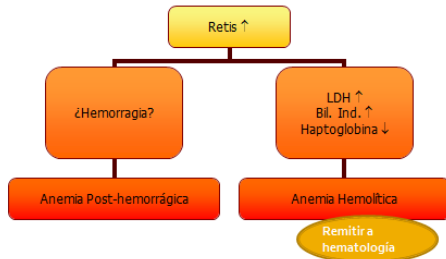 Retis ↑
¿Hemorragia?
LDH ↑
Bil. Ind. ↑
Haptoglobina ↓
Anemia Post-hemorrágica
Anemia Hemolítica
Remitir a
hematología